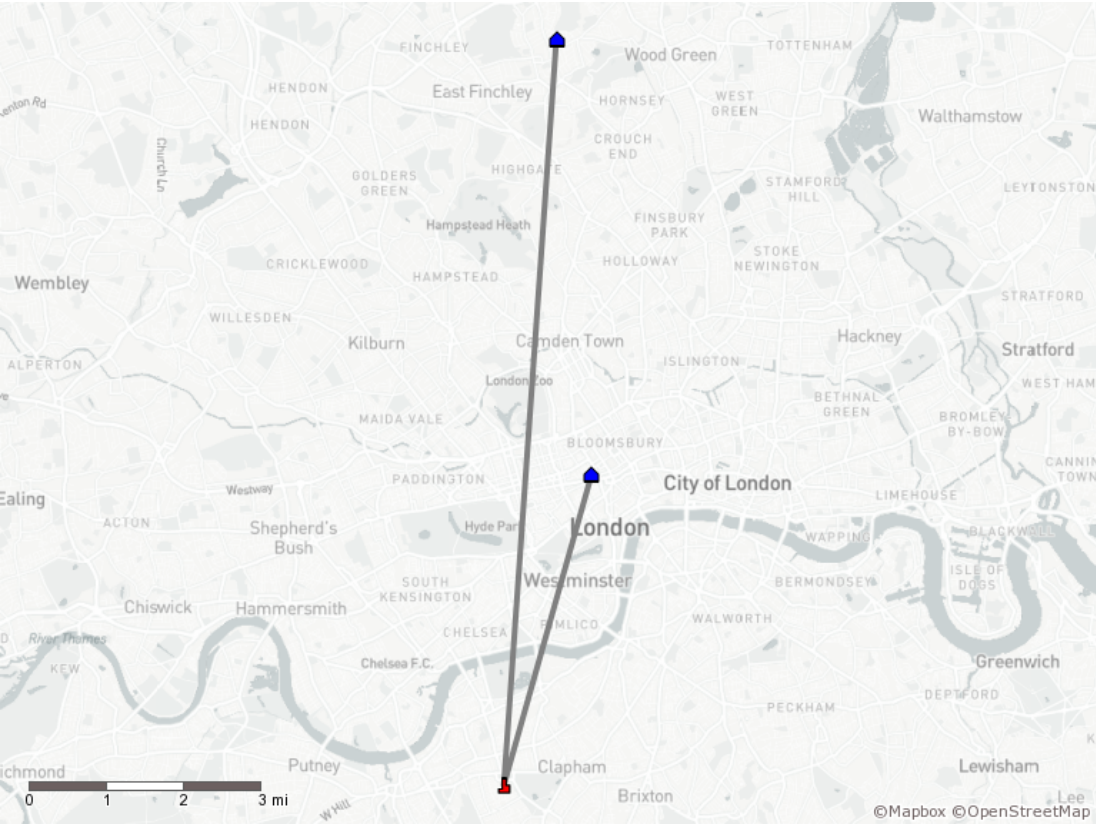 FINCHLEY
Wood Green
TOTTENHAM
HENDON
East Finchley
HORNSEY
WEST
GREEN
Walthamstow
HENDON
CROUCH
END
Church Ln
HIGHGATE
GOLDERS
GREEN
STAMFORD
HILL
LEYTONSTON
Hampstead Heath
FINSBURY
PARK
CRICKLEWOOD
HAMPSTEAD
HOLLOWAY
STOKE
NEWINGTON
Wembley
STRATFORD
WILLESDEN
Kilburn
Camden Town
Hackney
Stratford
ALPERTON
ISLINGTON
London Zoo
WEST HAM
BETHNAL
GREEN
MAIDA VALE
BROMLEY-
BY-BOW
BLOOMSBURY
PADDINGTON
City of London
CANNIN
TOWN
Westway
LIMEHOUSE
Ealing
ACTON
Shepherd's
Bush
Hyde Park
London
WAPPING
BLACKWALL
ISLE OF
DOGS
Westminster
SOUTH
KENSINGTON
BERMONDSEY
Chiswick
Hammersmith
WALWORTH
PIMLICO
CHELSEA
River Thames
KEW
Chelsea F.C.
Greenwich
DEPTFORD
PECKHAM
ichmond
Putney
Clapham
Lewisham
Brixton
W Hill
Lee
0 1 2 3 mi
©Mapbox ©OpenStreetMap